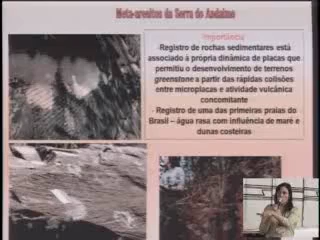 Meta-arenitos da Serra do Andaimo
Importância
-Registro de rochas sedimentares está
associado à própria dinâmica de placas que
permitiu o desenvolvimento de terrenos
greenstone a partir das rápidas colisões
entre microplacas e atividade vulcânica
concomitante
- Registro de uma das primeiras praias do
Brasil – água rasa com influência de maré e
dunas costeiras